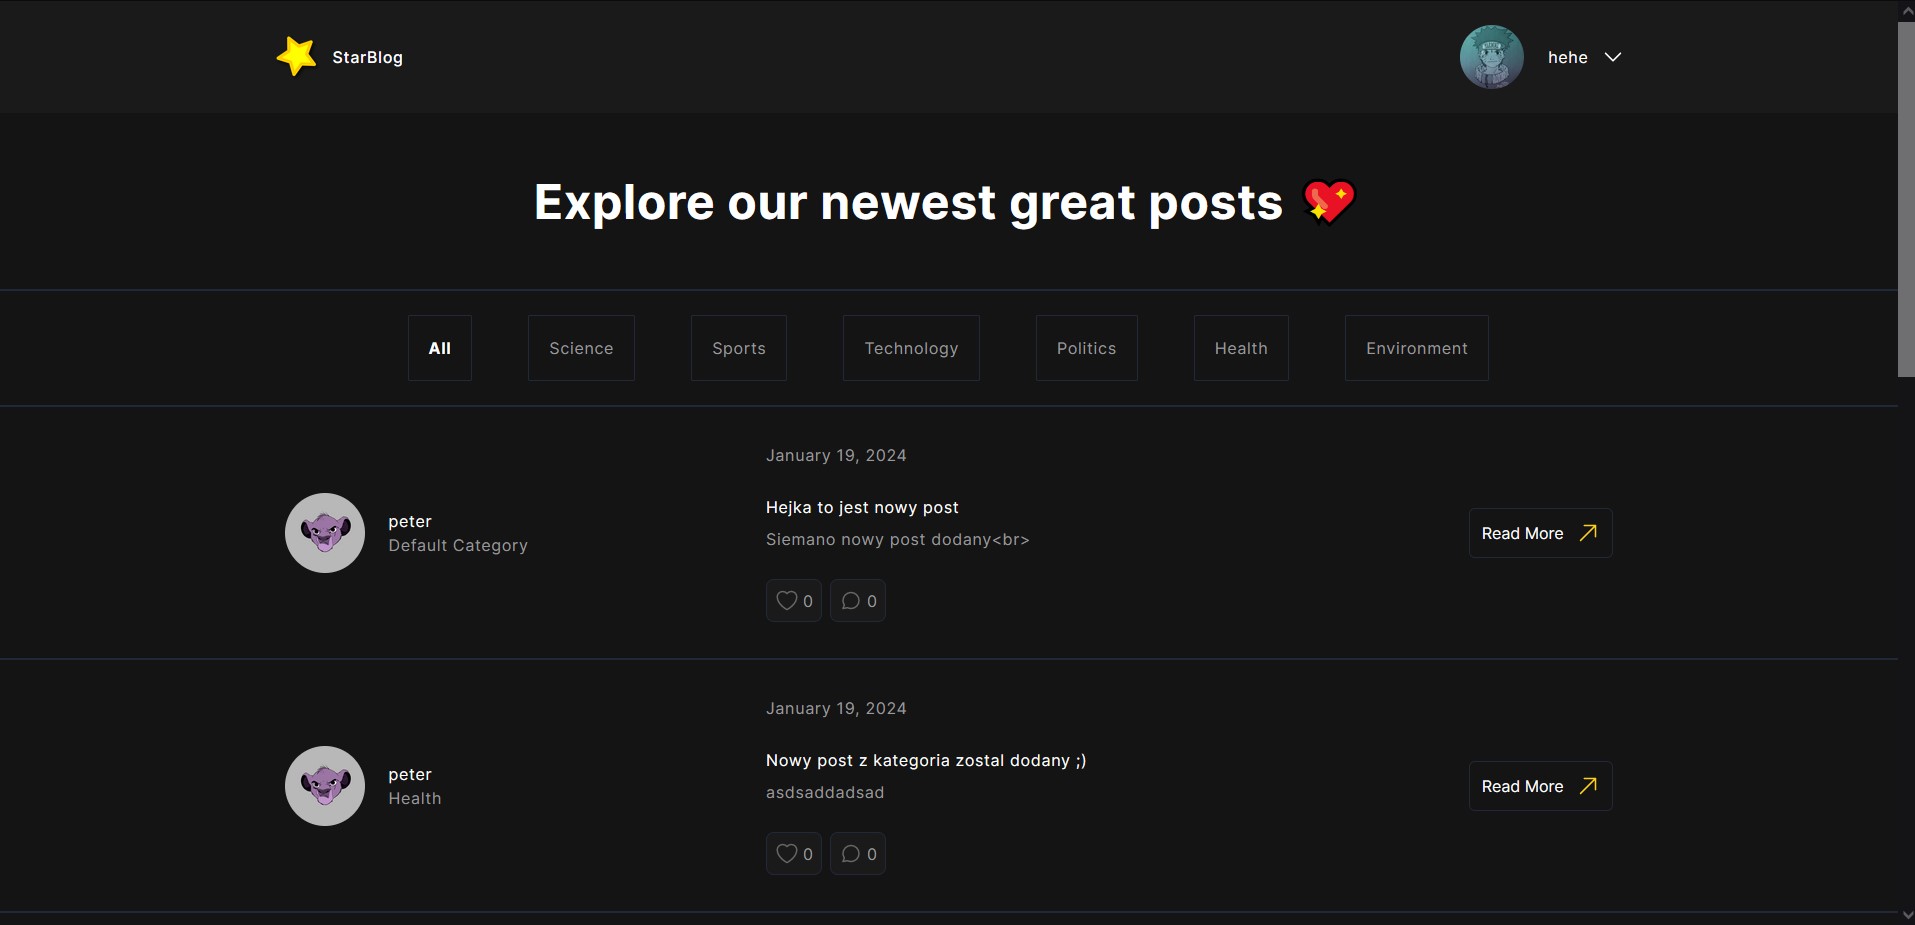 StarBlog
hehe
Explore our newest great posts
All
Science
Sports
Technology
Politics
Health
Environment
January 19, 2024
peter
Default Category
Hejka to jest nowy post
Siemano nowy post dodany<br>
0
0
Read More
January 19, 2024
peter
Health
Nowy post z kategoria zostal dodany ;)
asdsaddadsad
0
0
Read More